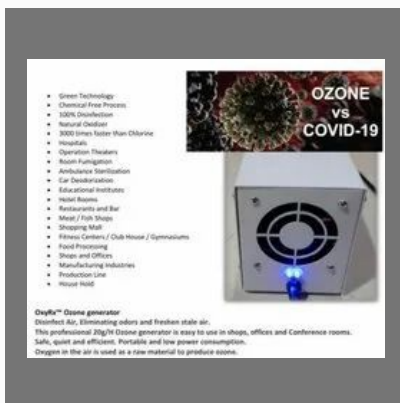 OZONE
vs
COVID-19
Green Technology
Chemical Free Process
100% Disinfection
Natural Oxidizer
3000 times faster than Chlorine
Hospitals
Operation Theaters
Room Fumigation
Ambulance Sterilization
Car Deodorization
Educational Institutes
Hotel Rooms
Restaurants and Bar
Meat / Fish Shops
Shopping Mall
Fitness Centers / Club House / Gymnasiums
Food Processing
Shops and Offices
Manufacturing Industries
Production Line
House Hold
OxyRx™ Ozone generator
Disinfect Air, Eliminating odors and freshen stale air.
This professional 20g/H Ozone generator is easy to use in shops, offices and Conference rooms.
Safe, quiet and efficient. Portable and low power consumption.
Oxygen in the air is used as a raw material to produce ozone.